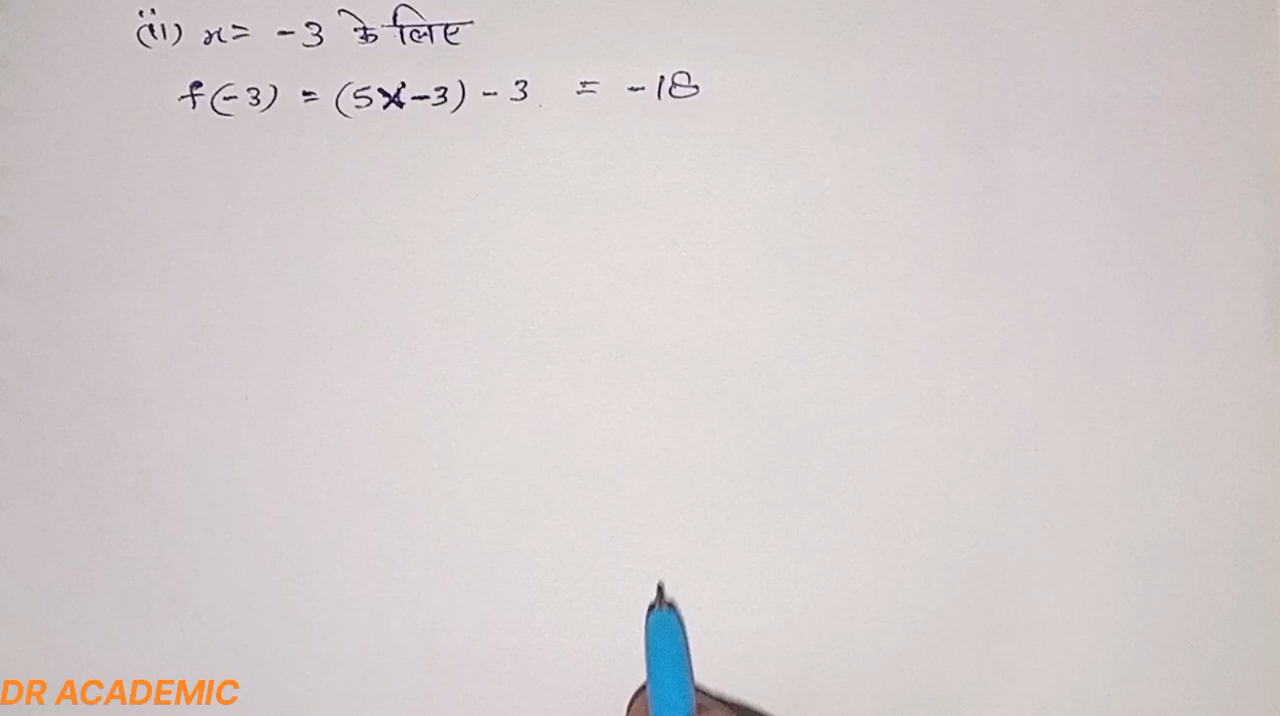 (ii) x = -3 के लिए
f(-3) = (5×-3) - 3 = -18
DR ACADEMIC